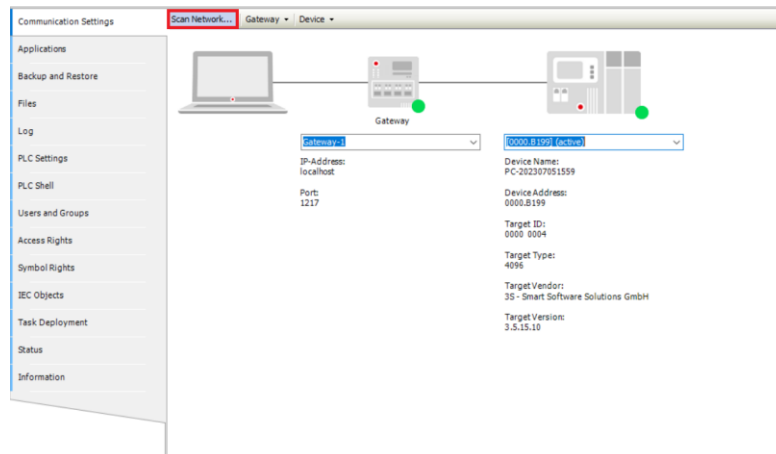 Communication Settings
Scan Network... Gateway Device
Applications
Backup and Restore
Files
Log
PLC Settings
PLC Shell
Users and Groups
Access Rights
Symbol Rights
IEC Objects
Task Deployment
Status
Information
Gateway
Gateway-1
IP-Address:
localhost
Port:
1217
[0000.B199] (active)
Device Name:
PC-202307051559
Device Address:
0000.B199
Target ID:
0000 0004
Target Type:
4096
Target Vendor:
3S - Smart Software Solutions GmbH
Target Version:
3.5.15.10